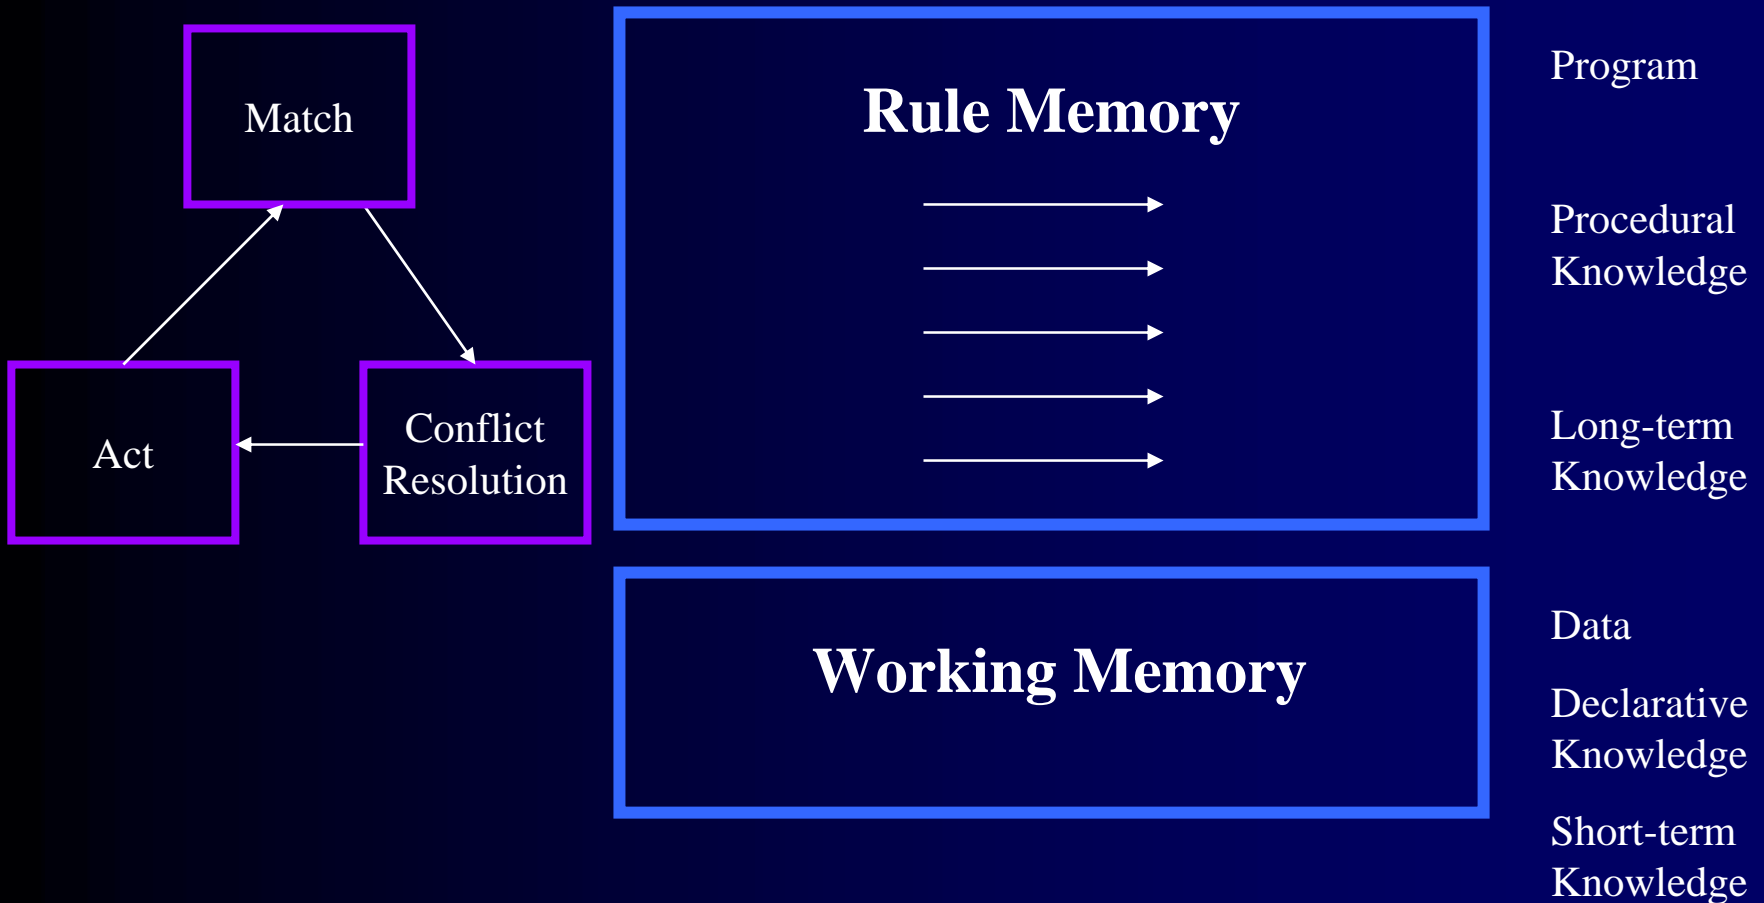 Match
Act
Conflict
Resolution
Rule Memory
Working Memory
Program
Procedural
Knowledge
Long-term
Knowledge
Data
Declarative
Knowledge
Short-term
Knowledge